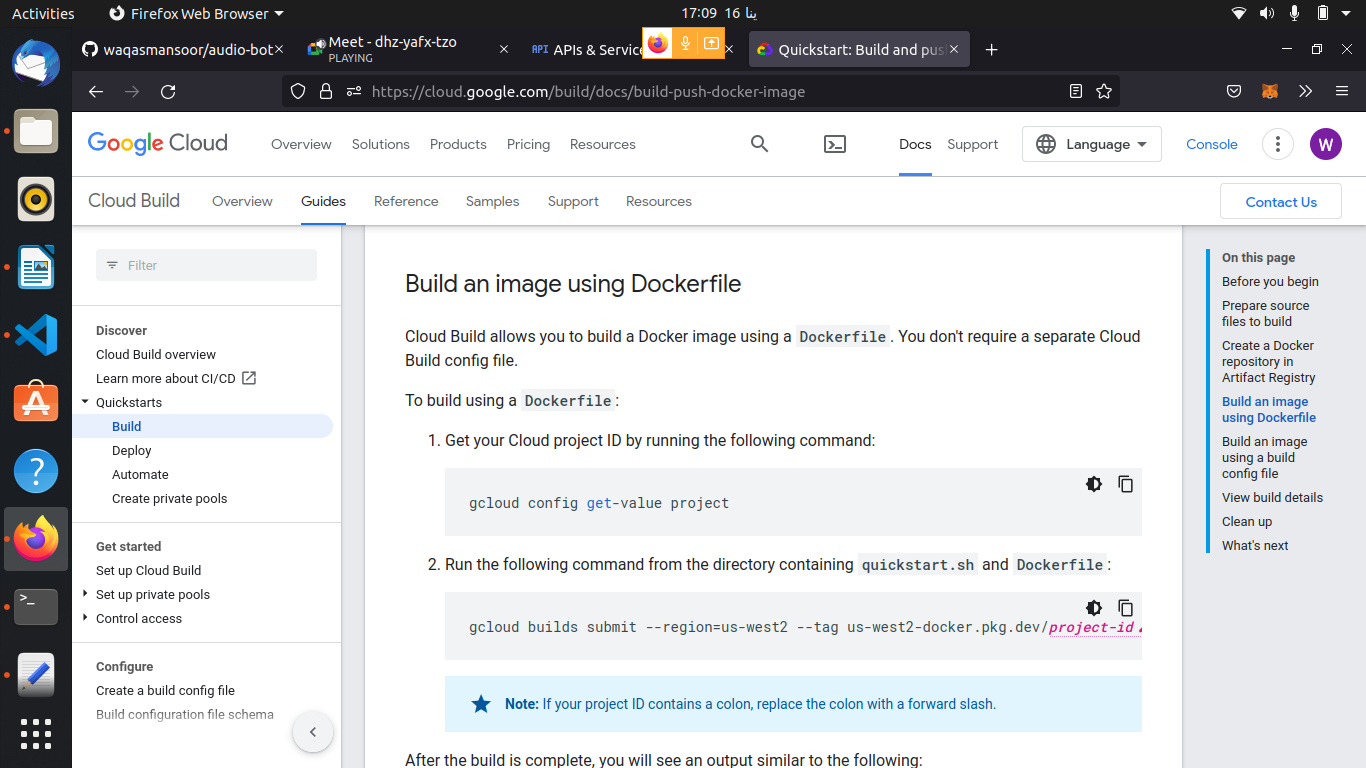 Activities
Firefox Web Browser
17:09 16 ينا
waqasmansoor/audio-bot
Meet - dhz-yafx-tzo
PLAYING
API APIs & Service
Quickstart: Build and pus
https://cloud.google.com/build/docs/build-push-docker-image
Google Cloud
Overview
Solutions
Products
Pricing
Resources
Docs
Support
Language
Console
W
Cloud Build
Overview
Guides
Reference
Samples
Support
Resources
Contact Us
Filter
Discover
Cloud Build overview
Learn more about CI/CD
Quickstarts
Build
Deploy
Automate
Create private pools
Get started
Set up Cloud Build
Set up private pools
Control access
Configure
Create a build config file
Build configuration file schema
Build an image using Dockerfile
Cloud Build allows you to build a Docker image using a Dockerfile. You don't require a separate Cloud
Build config file.
To build using a Dockerfile:
1. Get your Cloud project ID by running the following command:
gcloud config get-value project
2. Run the following command from the directory containing quickstart.sh and Dockerfile:
gcloud builds submit --region=us-west2 --tag us-west2-docker.pkg.dev/project-id
Note: If your project ID contains a colon, replace the colon with a forward slash.
After the build is complete, you will see an output similar to the following:
On this page
Before you begin
Prepare source
files to build
Create a Docker
repository in
Artifact Registry
Build an image
using Dockerfile
Build an image
using a build
config file
View build details
Clean up
What's next